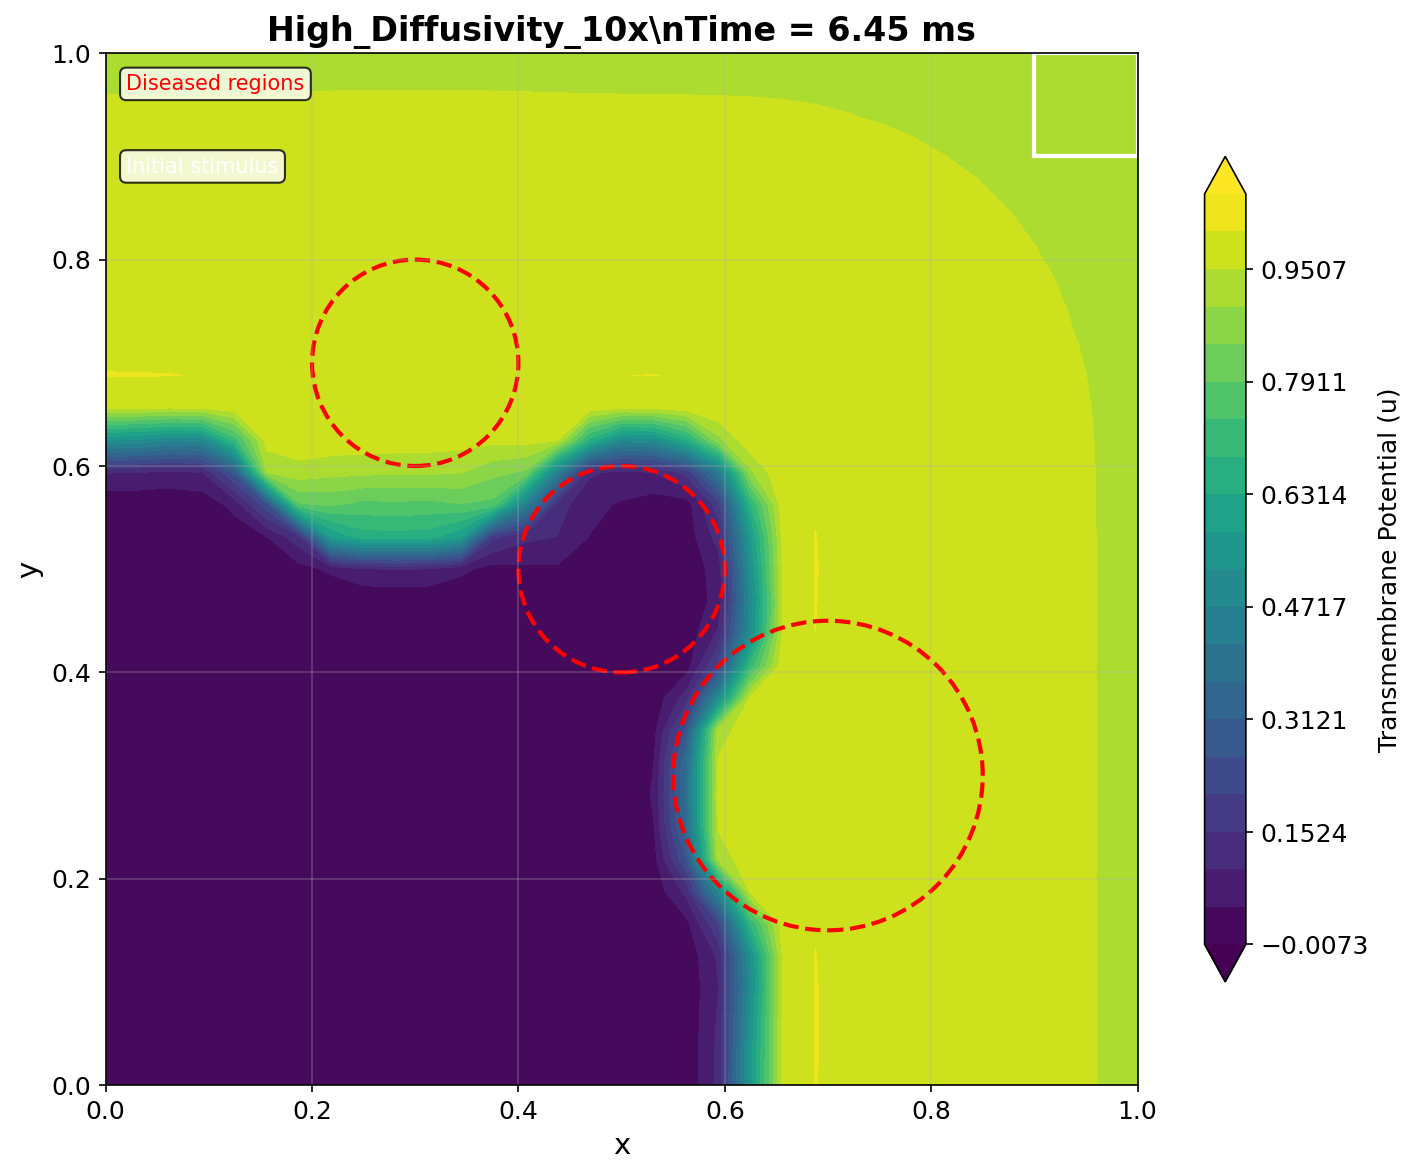 High_Diffusivity_10x\nTime = 6.45 ms
Diseased regions
Initial stimulus
y
1.0
0.8
0.6
0.4
0.2
0.0
0.0 0.2 0.4 0.6 0.8 1.0
x
0.9507
0.7911
0.6314
0.4717
0.3121
0.1524
−0.0073
Transmembrane Potential (u)